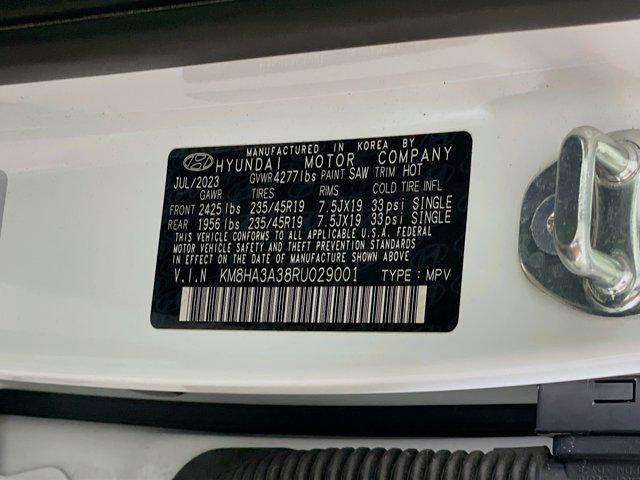 MANUFACTURED IN KOREA BY
HYUNDAI MOTOR COMPANY
JUL/2023 GVWR 4277lbs PAINT SAW TRIM HOT
GAWR TIRES RIMS COLD TIRE INFL
FRONT 2425 lbs 235/45R19 7.5JX19 33psi SINGLE
REAR 1956 lbs 235/45R19 7.5JX19 33psi SINGLE
THIS VEHICLE CONFORMS TO ALL APPLICABLE U.S.A. FEDERAL
MOTOR VEHICLE SAFETY AND THEFT PREVENTION STANDARDS
IN EFFECT ON THE DATE OF MANUFACTURE SHOWN ABOVE
V.I.N KM8HA3A38RU029001 TYPE : MPV